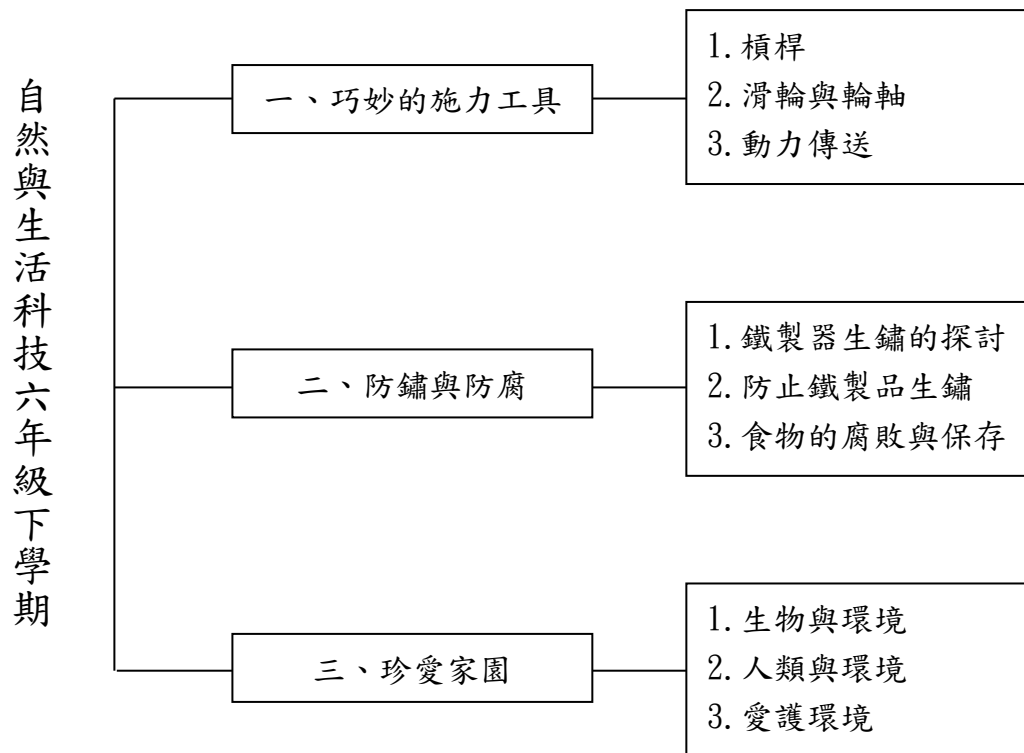 自然與生活科技六年級下學期
一、巧妙的施力工具
1.槓桿
2.滑輪與輪軸
3.動力傳送
二、防鏽與防腐
1.鐵製器生鏽的探討
2.防止鐵製品生鏽
3.食物的腐敗與保存
三、珍愛家園
1.生物與環境
2.人類與環境
3.愛護環境